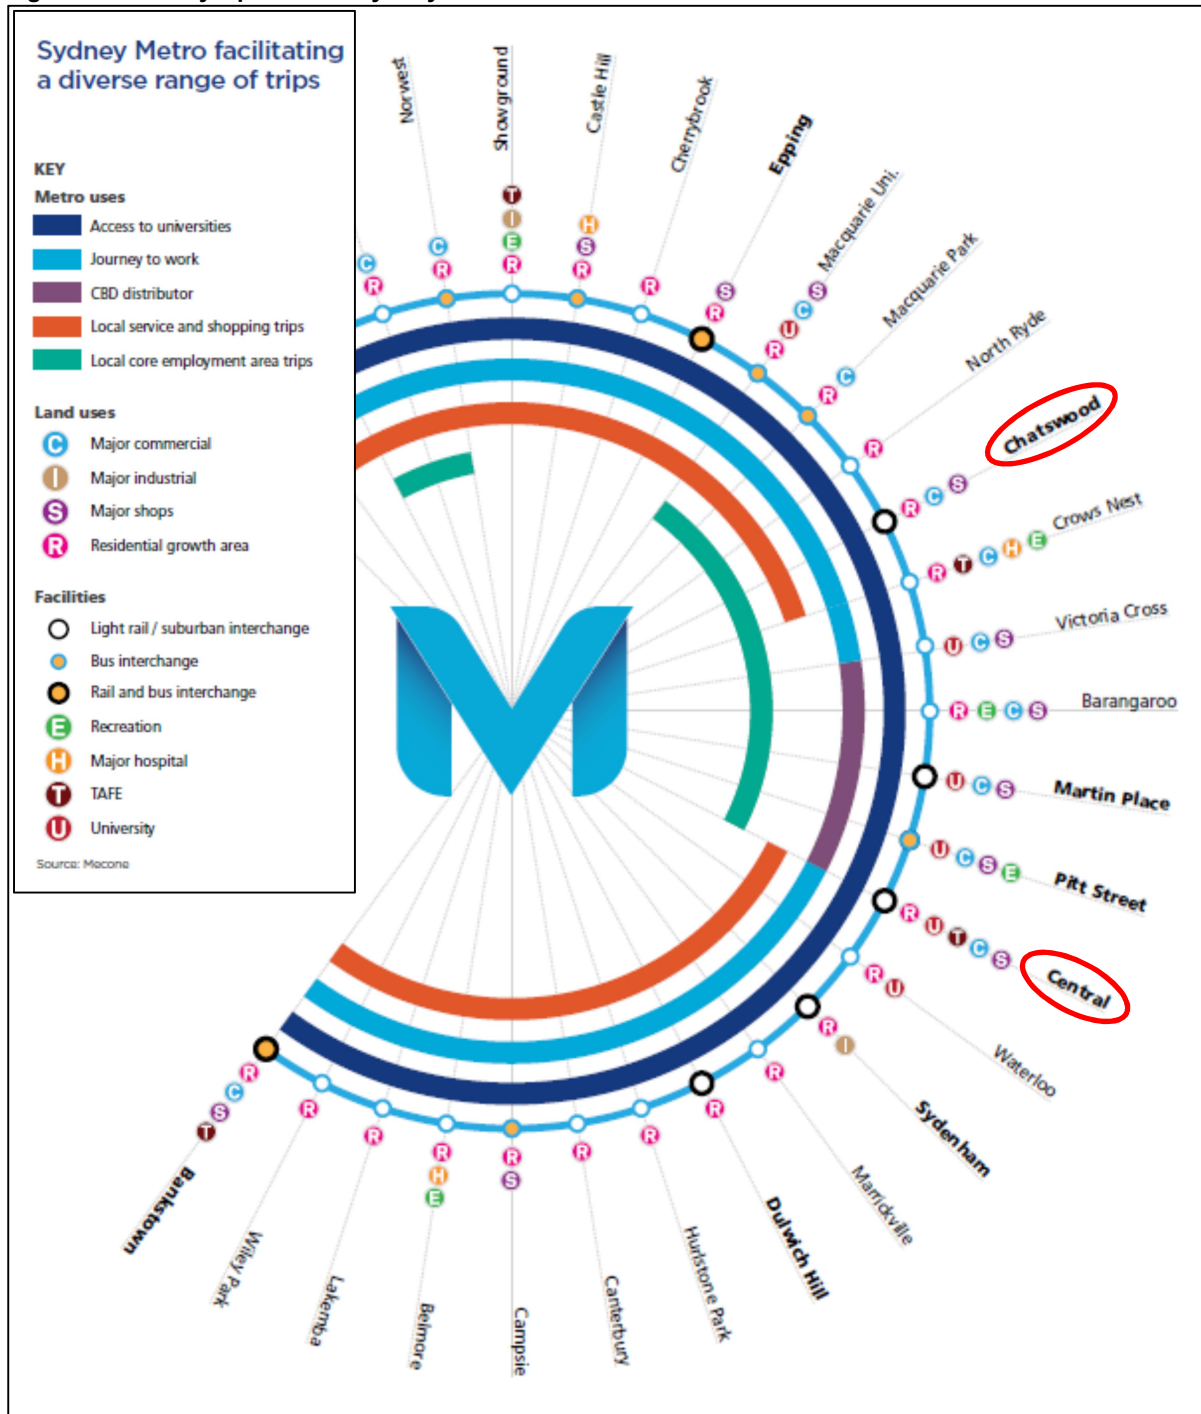 Sydney Metro facilitating
a diverse range of trips
KEY
Metro uses
Access to universities
Journey to work
CBD distributor
Local service and shopping trips
Local core employment area trips
Land uses
C Major commercial
I Major industrial
S Major shops
R Residential growth area
Facilities
Light rail / suburban interchange
Bus interchange
Rail and bus interchange
E Recreation
H Major hospital
T TAFE
U University
Source: Mecone
C R
Norwest C R
Showground T I E R
Castle Hill H S R
Cherrybrook R
Epping S R
Macquarie Uni. S C U R
Macquarie Park C R
North Ryde R
Chatswood S C R
R T C H E Crows Nest
U C S Victoria Cross
R E C S Barangaroo
U C S Martin Place
U C S E Pitt Street
R U T C S Central
R U Waterloo
R I Sydenham
R Marrickville
R Dulwich Hill
R Hurlstone Park
R Canterbury
R S Campsie
R H E Belmore
R Lakemba
R Wiley Park
R C S T Bankstown
M